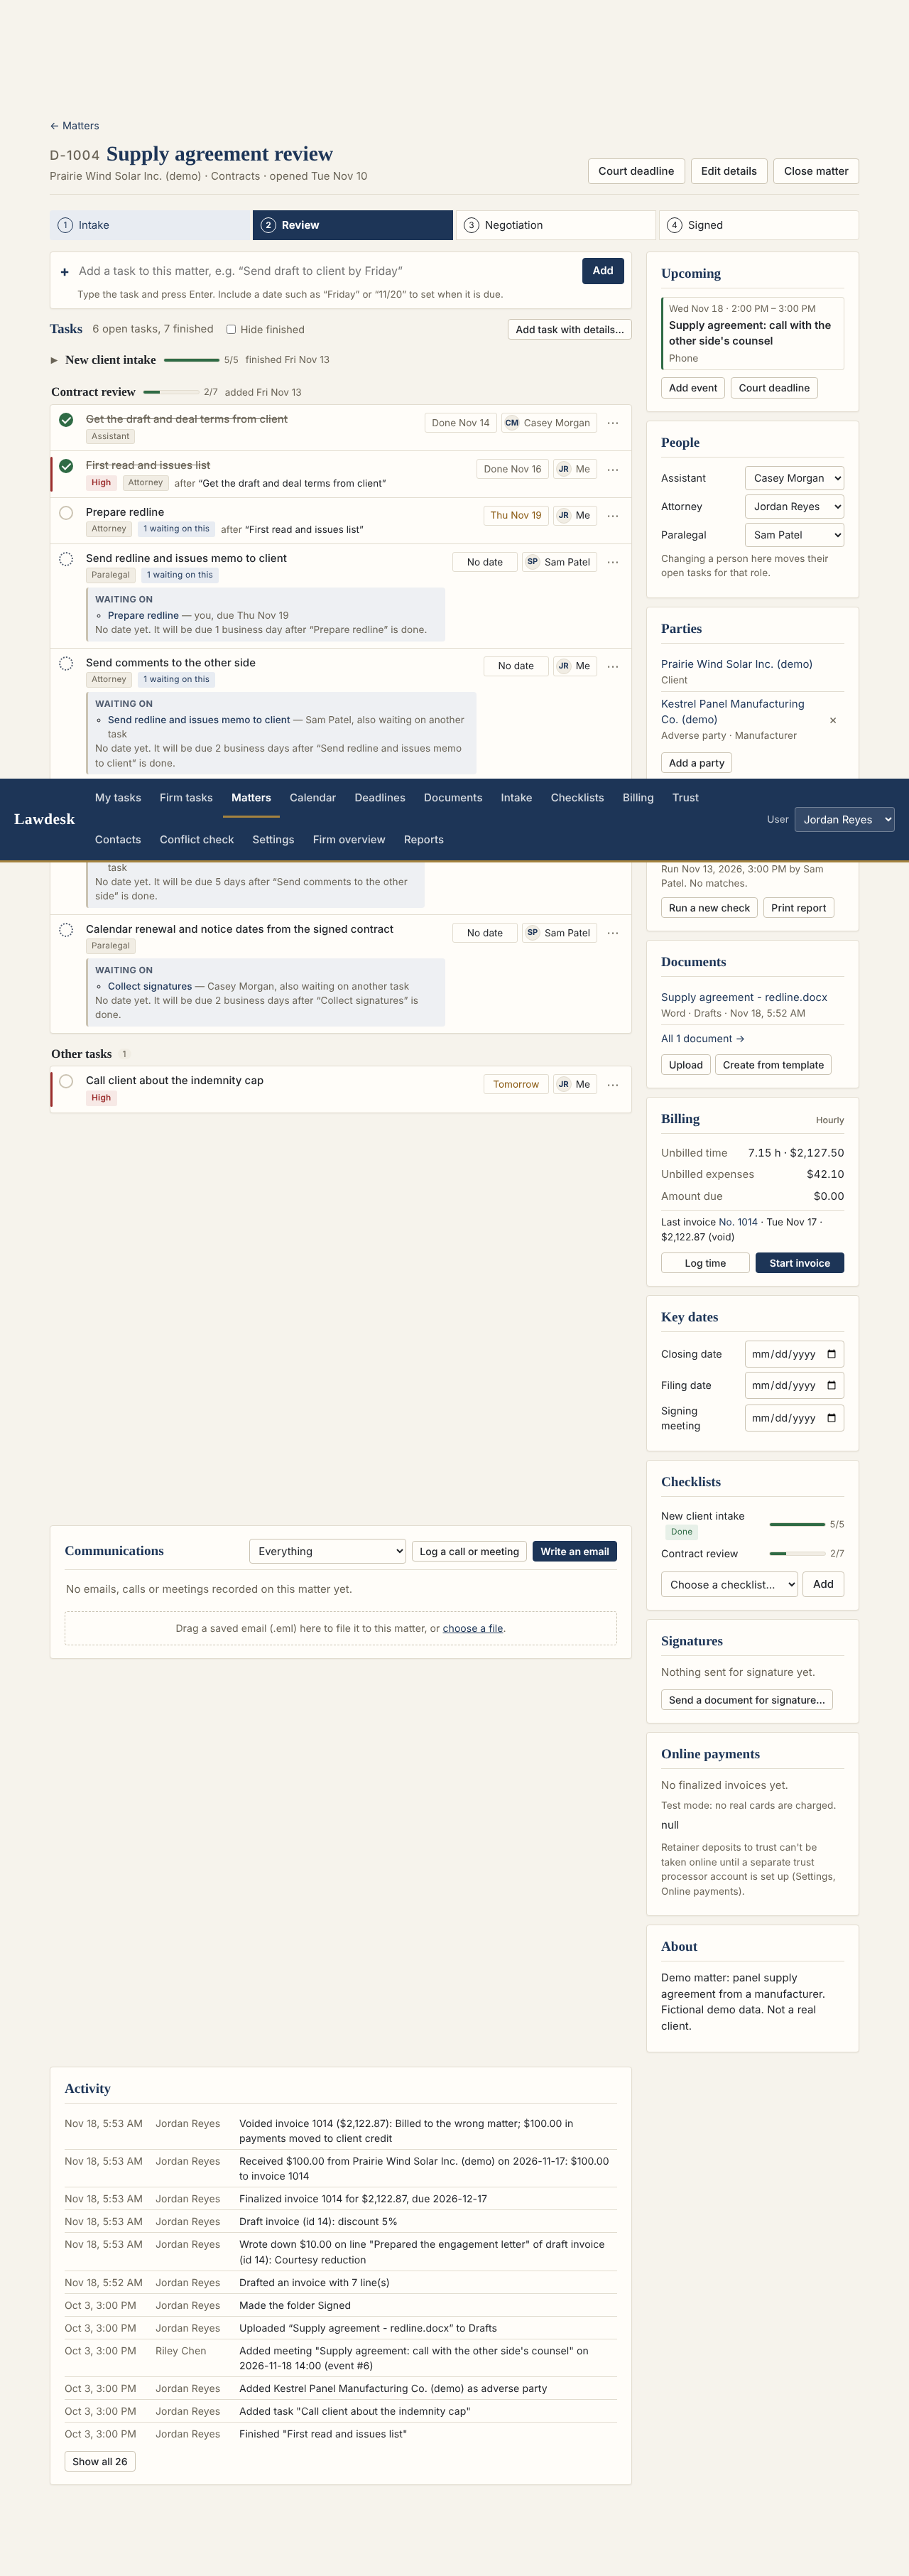 ← Matters
D-1004 Supply agreement review
Prairie Wind Solar Inc. (demo) · Contracts · opened Tue Nov 10
Court deadline
Edit details
Close matter
1 Intake
2 Review
3 Negotiation
4 Signed
+ Add a task to this matter, e.g. “Send draft to client by Friday”
Add
Type the task and press Enter. Include a date such as “Friday” or “11/20” to set when it is due.
Tasks 6 open tasks, 7 finished Hide finished
Add task with details...
▶ New client intake 5/5 finished Fri Nov 13
Contract review 2/7 added Fri Nov 13
Get the draft and deal terms from client
Done Nov 14 CM Casey Morgan ···
Assistant
First read and issues list
Done Nov 16 JR Me ···
High Attorney after “Get the draft and deal terms from client”
Prepare redline
Thu Nov 19 JR Me ···
Attorney 1 waiting on this after “First read and issues list”
Send redline and issues memo to client
No date SP Sam Patel ···
Paralegal 1 waiting on this
WAITING ON
Prepare redline — you, due Thu Nov 19
No date yet. It will be due 1 business day after “Prepare redline” is done.
Send comments to the other side
No date JR Me ···
Attorney 1 waiting on this
WAITING ON
Send redline and issues memo to client — Sam Patel, also waiting on another
task
No date yet. It will be due 2 business days after “Send redline and issues memo
to client” is done.
Upcoming
Wed Nov 18 · 2:00 PM – 3:00 PM
Supply agreement: call with the
other side's counsel
Phone
Add event
Court deadline
People
Assistant Casey Morgan
Attorney Jordan Reyes
Paralegal Sam Patel
Changing a person here moves their
open tasks for that role.
Parties
Prairie Wind Solar Inc. (demo)
Client
Kestrel Panel Manufacturing
Co. (demo)
×
Adverse party · Manufacturer
Add a party
Lawdesk
My tasks Firm tasks Matters Calendar Deadlines Documents Intake Checklists Billing Trust
Contacts Conflict check Settings Firm overview Reports
User Jordan Reyes
task
No date yet. It will be due 5 days after “Send comments to the other
side” is done.
Calendar renewal and notice dates from the signed contract
No date SP Sam Patel ···
Paralegal
WAITING ON
Collect signatures — Casey Morgan, also waiting on another task
No date yet. It will be due 2 business days after “Collect signatures” is
done.
Other tasks 1
Call client about the indemnity cap
Tomorrow JR Me ···
High
Run Nov 13, 2026, 3:00 PM by Sam
Patel. No matches.
Run a new check
Print report
Documents
Supply agreement - redline.docx
Word · Drafts · Nov 18, 5:52 AM
All 1 document →
Upload
Create from template
Billing Hourly
Unbilled time 7.15 h · $2,127.50
Unbilled expenses $42.10
Amount due $0.00
Last invoice No. 1014 · Tue Nov 17 ·
$2,122.87 (void)
Log time
Start invoice
Key dates
Closing date mm/dd/yyyy
Filing date mm/dd/yyyy
Signing
meeting
mm/dd/yyyy
Checklists
New client intake
Done
5/5
Contract review 2/7
Choose a checklist...
Add
Communications
Everything
Log a call or meeting
Write an email
No emails, calls or meetings recorded on this matter yet.
Drag a saved email (.eml) here to file it to this matter, or choose a file.
Signatures
Nothing sent for signature yet.
Send a document for signature...
Online payments
No finalized invoices yet.
Test mode: no real cards are charged.
null
Retainer deposits to trust can't be
taken online until a separate trust
processor account is set up (Settings,
Online payments).
About
Demo matter: panel supply
agreement from a manufacturer.
Fictional demo data. Not a real
client.
Activity
Nov 18, 5:53 AM Jordan Reyes Voided invoice 1014 ($2,122.87): Billed to the wrong matter; $100.00 in
payments moved to client credit
Nov 18, 5:53 AM Jordan Reyes Received $100.00 from Prairie Wind Solar Inc. (demo) on 2026-11-17: $100.00
to invoice 1014
Nov 18, 5:53 AM Jordan Reyes Finalized invoice 1014 for $2,122.87, due 2026-12-17
Nov 18, 5:53 AM Jordan Reyes Draft invoice (id 14): discount 5%
Nov 18, 5:53 AM Jordan Reyes Wrote down $10.00 on line "Prepared the engagement letter" of draft invoice
(id 14): Courtesy reduction
Nov 18, 5:52 AM Jordan Reyes Drafted an invoice with 7 line(s)
Oct 3, 3:00 PM Jordan Reyes Made the folder Signed
Oct 3, 3:00 PM Jordan Reyes Uploaded “Supply agreement - redline.docx” to Drafts
Oct 3, 3:00 PM Riley Chen Added meeting "Supply agreement: call with the other side's counsel" on
2026-11-18 14:00 (event #6)
Oct 3, 3:00 PM Jordan Reyes Added Kestrel Panel Manufacturing Co. (demo) as adverse party
Oct 3, 3:00 PM Jordan Reyes Added task "Call client about the indemnity cap"
Oct 3, 3:00 PM Jordan Reyes Finished "First read and issues list"
Show all 26